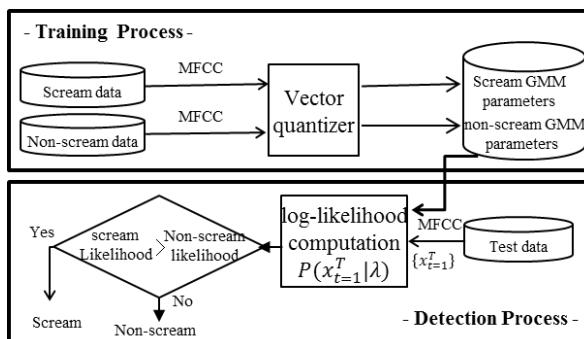 - Training Process -
MFCC
Scream data
MFCC
Non-scream data
Vector
quantizer
Scream GMM
parameters
non-scream GMM
parameters
Yes
scream
Likelihood
>
Non-scream
likelihood
No
Scream
Non-scream
log-likelihood
computation
P(x_{t=1}^T|λ)
MFCC
{x_{t=1}^T}
Test data
- Detection Process -